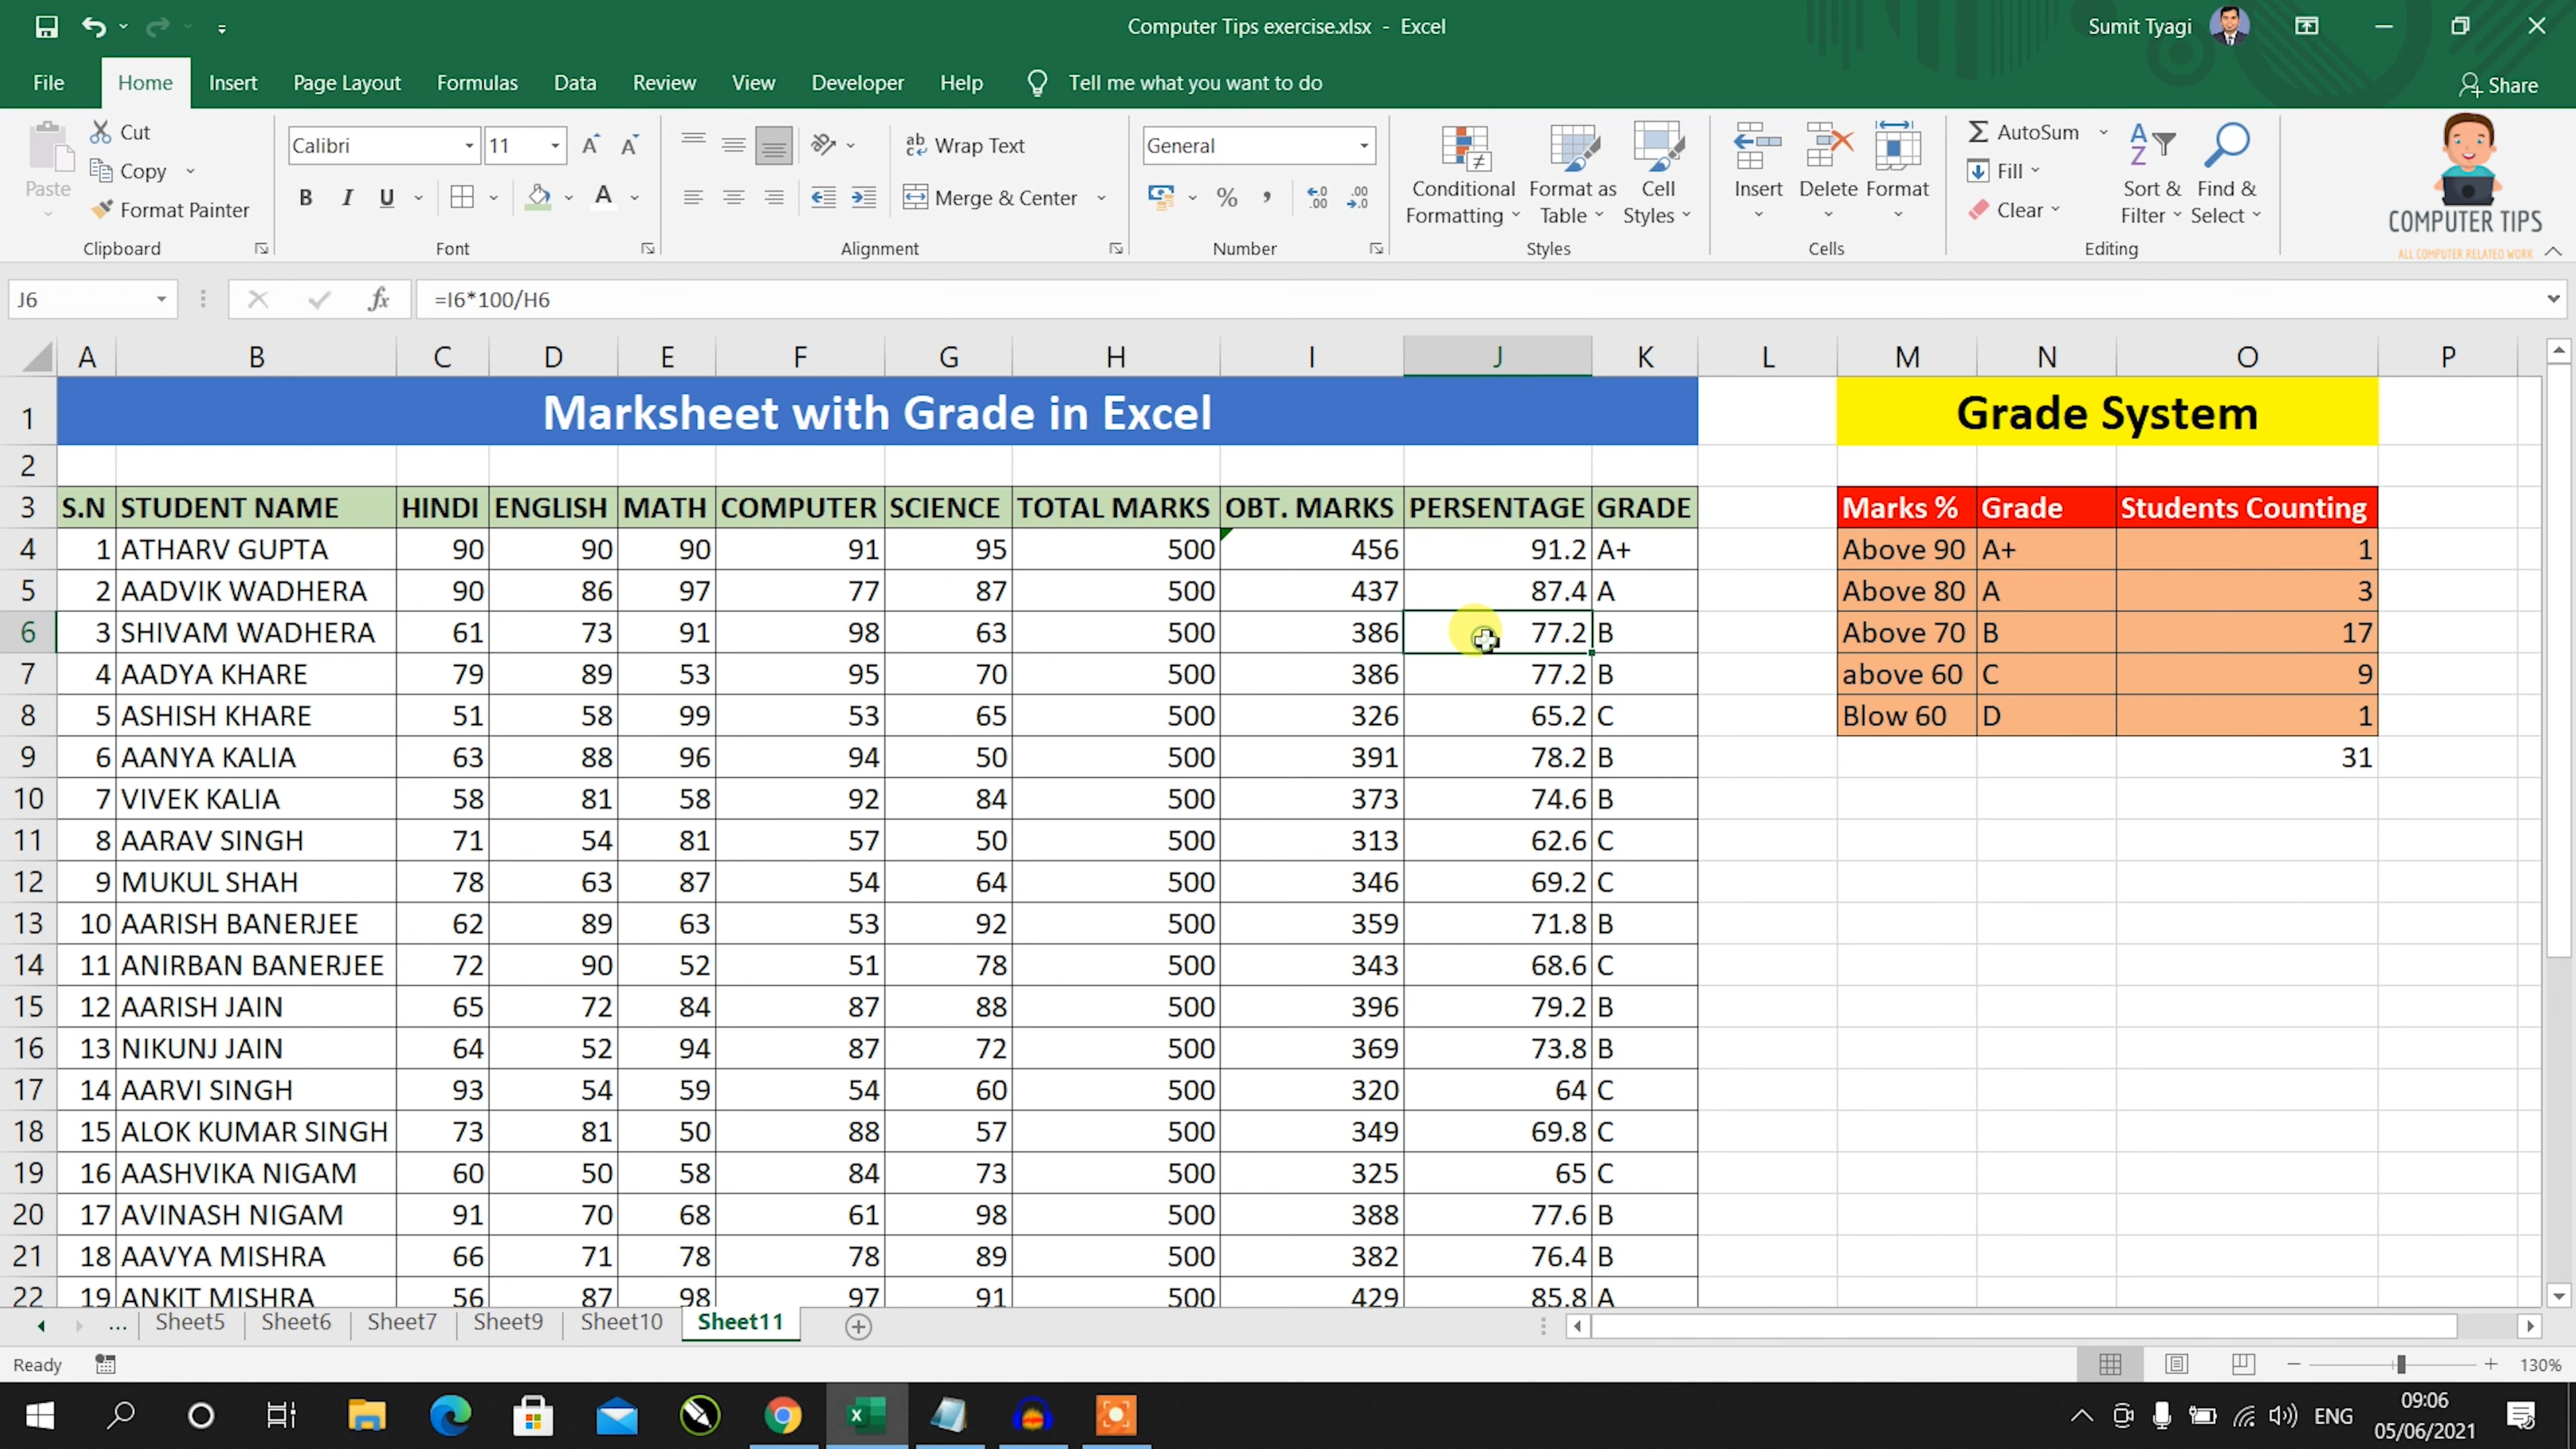 Computer Tips exercise.xlsx - Excel
Sumit Tyagi
File Home Insert Page Layout Formulas Data Review View Developer Help Tell me what you want to do Share
Paste
Cut
Copy
Format Painter
Clipboard
Calibri 11
B I U A
Font
Wrap Text
Merge & Center
Alignment
General
% , .00
Number
Conditional Formatting
Format as Table
Cell Styles
Styles
Insert Delete Format
Cells
AutoSum
Fill
Clear
Sort & Filter
Find & Select
Editing
COMPUTER TIPS
ALL COMPUTER RELATED WORK
J6 fx =I6*100/H6
A B C D E F G H I J K L M N O P
1 Marksheet with Grade in Excel Grade System
2
3 S.N STUDENT NAME HINDI ENGLISH MATH COMPUTER SCIENCE TOTAL MARKS OBT. MARKS PERSENTAGE GRADE Marks % Grade Students Counting
4 1 ATHARV GUPTA 90 90 90 91 95 500 456 91.2 A+ Above 90 A+ 1
5 2 AADVIK WADHERA 90 86 97 77 87 500 437 87.4 A Above 80 A 3
6 3 SHIVAM WADHERA 61 73 91 98 63 500 386 77.2 B Above 70 B 17
7 4 AADYA KHARE 79 89 53 95 70 500 386 77.2 B above 60 C 9
8 5 ASHISH KHARE 51 58 99 53 65 500 326 65.2 C Blow 60 D 1
9 6 AANYA KALIA 63 88 96 94 50 500 391 78.2 B 31
10 7 VIVEK KALIA 58 81 58 92 84 500 373 74.6 B
11 8 AARAV SINGH 71 54 81 57 50 500 313 62.6 C
12 9 MUKUL SHAH 78 63 87 54 64 500 346 69.2 C
13 10 AARISH BANERJEE 62 89 63 53 92 500 359 71.8 B
14 11 ANIRBAN BANERJEE 72 90 52 51 78 500 343 68.6 C
15 12 AARISH JAIN 65 72 84 87 88 500 396 79.2 B
16 13 NIKUNJ JAIN 64 52 94 87 72 500 369 73.8 B
17 14 AARVI SINGH 93 54 59 54 60 500 320 64 C
18 15 ALOK KUMAR SINGH 73 81 50 88 57 500 349 69.8 C
19 16 AASHVIKA NIGAM 60 50 58 84 73 500 325 65 C
20 17 AVINASH NIGAM 91 70 68 61 98 500 388 77.6 B
21 18 AAVYA MISHRA 66 71 78 78 89 500 382 76.4 B
22 19 ANKIT MISHRA 56 87 98 97 91 500 429 85.8 A
... Sheet5 Sheet6 Sheet7 Sheet9 Sheet10 Sheet11
Ready 130%
ENG 09:06
05/06/2021